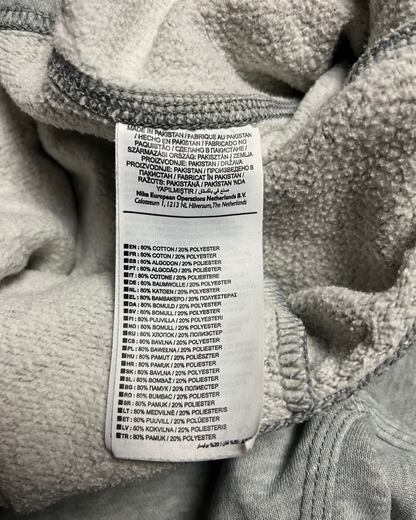 MADE IN PAKISTAN / FABRIQUÉ AU PAKISTAN
/ HECHO EN PAKISTÁN / FABRICADO NO
PAQUISTÃO / СДЕЛАНО В ПАКИСТАНЕ /
SZÁRMAZÁSI ORSZÁG: PAKISZTÁN / ZEMLJA
PROIZVODNJE: PAKISTAN / DRŽAVA
PROIZVODNJE: PAKISTAN / ПРОИЗВЕДЕНО В
ПАКИСТАН / FABRICAT ÎN PAKISTAN /
RAŽOTS: PAKISTĀNĀ / PAKISTAN 'NDA
YAPILMIŞTIR / صنع في باكستان
Nike European Operations Netherlands B.V.
Colosseum 1, 1213 NL Hilversum, The Netherlands
EN : 80% COTTON / 20% POLYESTER
FR : 80% COTON / 20% POLYESTER
ES : 80% ALGODON / 20% POLIESTER
PT : 80% ALGODÃO / 20% POLIÉSTER
IT : 80% COTONE / 20% POLIESTERE
DE : 80% BAUMWOLLE / 20% POLYESTER
NL : 80% KATOEN / 20% POLYESTER
EL : 80% ΒΑΜΒΑΚΕΡΟ / 20% ΠΟΛΥΕΣΤΕΡΑΣ
DA : 80% BOMULD / 20% POLYESTER
SV : 80% BOMULL / 20% POLYESTER
FI : 80% PUUVILLA / 20% POLYESTERI
NO : 80% BOMULL / 20% POLYESTER
RU : 80% ХЛОПОК / 20% ПОЛИЭСТЕР
CS : 80% BAVLNA / 20% POLYESTER
PL : 80% BAWEŁNA / 20% POLIESTER
HU : 80% PAMUT / 20% POLIÉSZTER
HR : 80% PAMUK / 20% POLIESTER
SK : 80% BAVLNA / 20% POLYESTER
SL : 80% BOMBAŽ / 20% POLIESTER
BG : 80% ПАМУК / 20% ПОЛИЕСТЕР
RO : 80% BUMBAC / 20% POLIESTER
SR : 80% PAMUK / 20% POLIESTER
LT : 80% MEDVILNĖ / 20% POLIESTERIS
ET : 80% PUUVILL / 20% POLÜESTER
LV : 80% KOKVILNA / 20% POLIESTERS
TR : 80% PAMUK / 20% POLYESTER